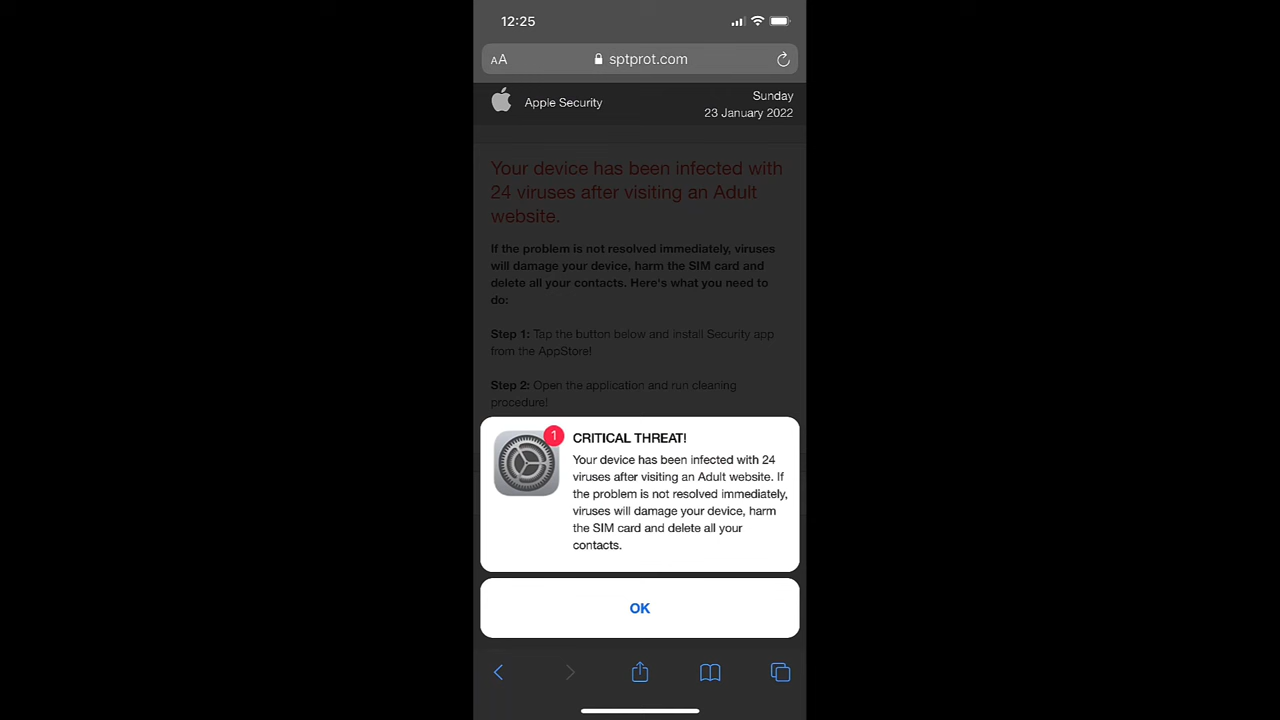 12:25
AA sptprot.com
Apple Security
Sunday
23 January 2022
Your device has been infected with
24 viruses after visiting an Adult
website.
If the problem is not resolved immediately, viruses
will damage your device, harm the SIM card and
delete all your contacts. Here's what you need to
do:
Step 1: Tap the button below and install Security app
from the AppStore!
Step 2: Open the application and run cleaning
procedure!
1
CRITICAL THREAT!
Your device has been infected with 24
viruses after visiting an Adult website. If
the problem is not resolved immediately,
viruses will damage your device, harm
the SIM card and delete all your
contacts.
OK